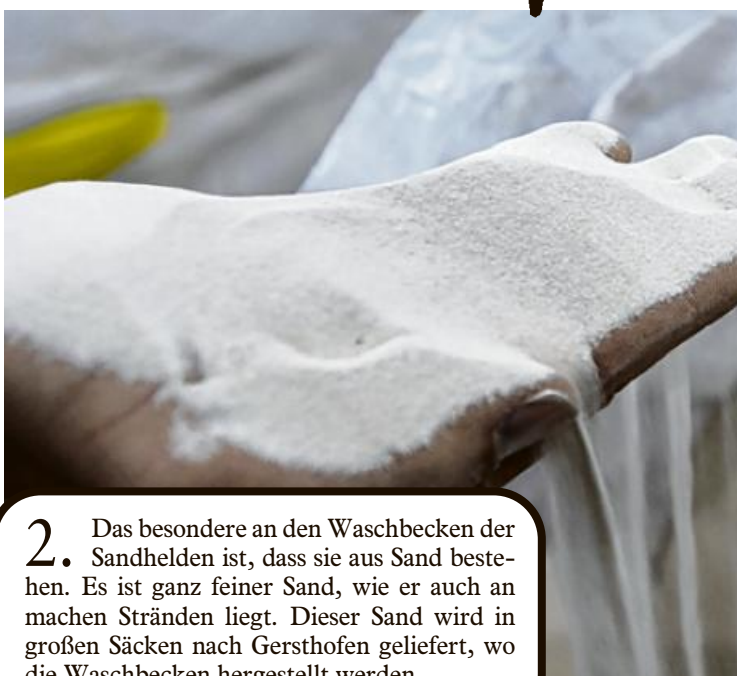 2. Das besondere an den Waschbecken der
Sandhelden ist, dass sie aus Sand beste-
hen. Es ist ganz feiner Sand, wie er auch an
machen Stränden liegt. Dieser Sand wird in
großen Säcken nach Gersthofen geliefert, wo
die Waschbecken hergestellt werden.